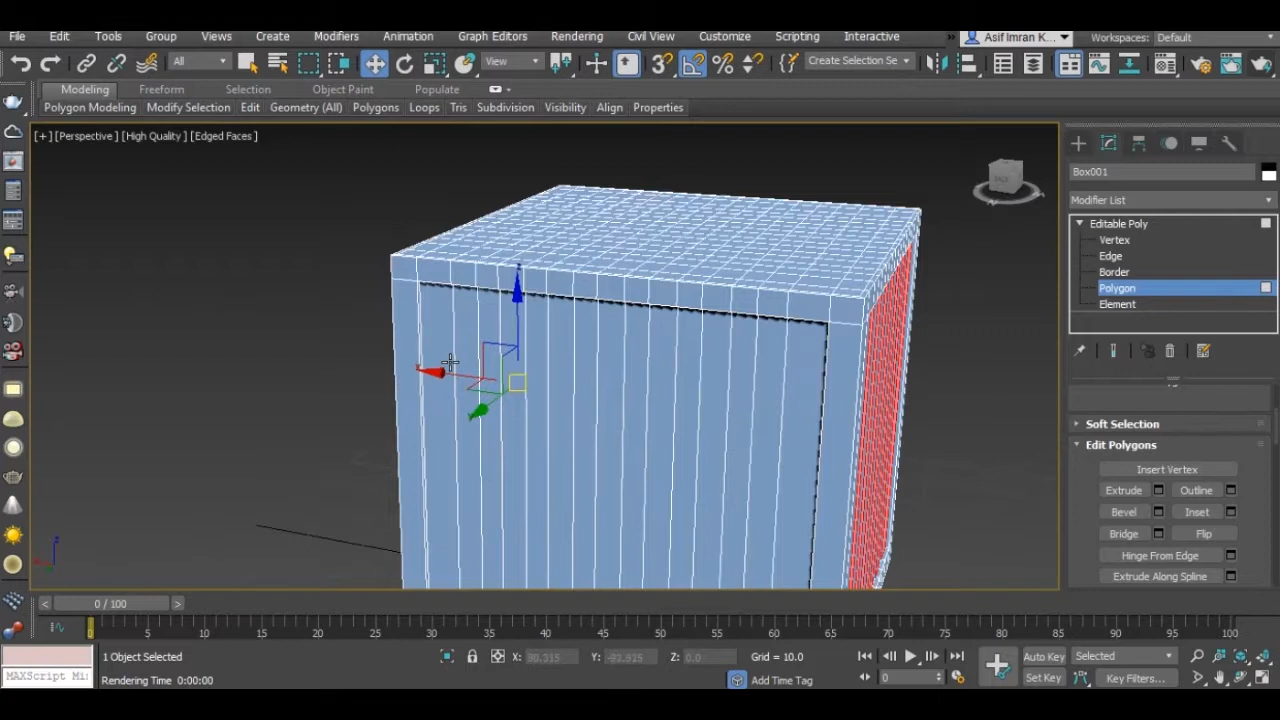 File Edit Tools Group Views Create Modifiers Animation Graph Editors Rendering Civil View Customize Scripting Interactive Asif Imran K... Workspaces: Default
All View Create Selection Se
Modeling Freeform Selection Object Paint Populate
Polygon Modeling Modify Selection Edit Geometry (All) Polygons Loops Tris Subdivision Visibility Align Properties
[+] [Perspective ] [High Quality ] [Edged Faces ]
Box001
Modifier List
Editable Poly
Vertex
Edge
Border
Polygon
Element
Soft Selection
Edit Polygons
Insert Vertex
Extrude Outline
Bevel Inset
Bridge Flip
Hinge From Edge
Extrude Along Spline
0 / 100
0 5 10 15 20 25 30 35 40 45 50 55 60 65 70 75 80 85 90 95 100
1 Object Selected X: Y: Z: 0.0 Grid = 10.0 Auto Key Selected
MAXScript Mi: Rendering Time 0:00:00 Add Time Tag 0 Set Key Key Filters...